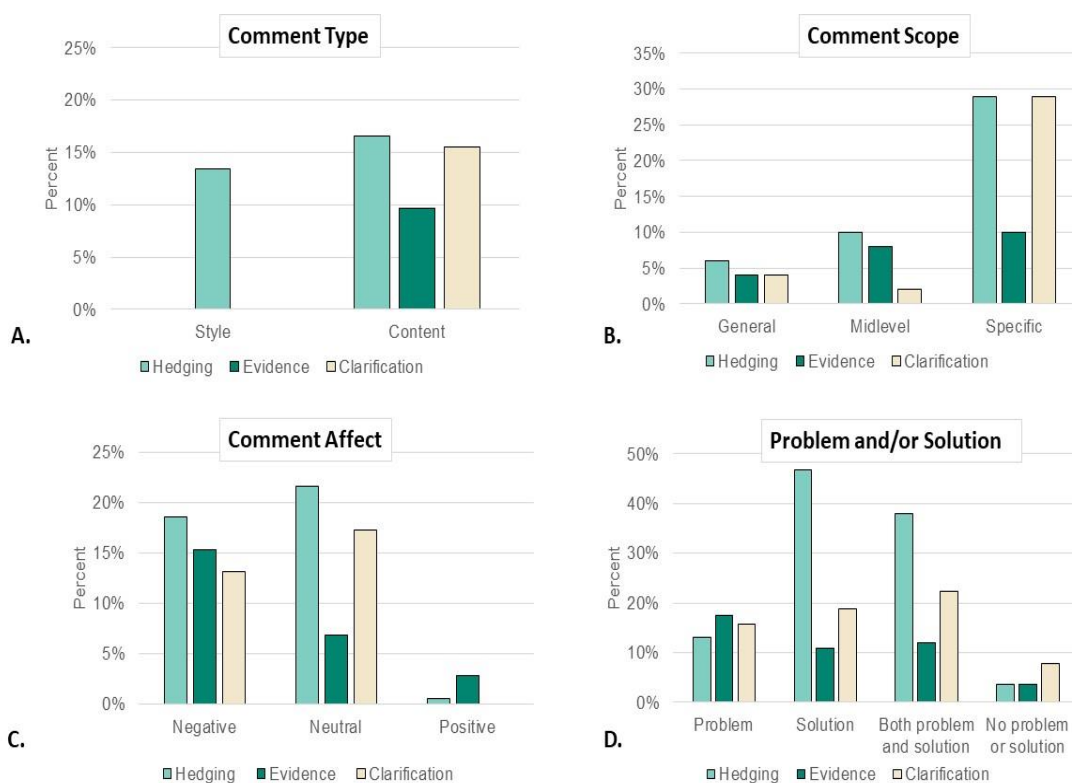 Comment Type
25%
20%
15%
10%
5%
0%
Percent
Style Content
A.
Hedging Evidence Clarification
Comment Scope
35%
30%
25%
20%
15%
10%
5%
0%
Percent
General Midlevel Specific
B.
Hedging Evidence Clarification
Comment Affect
25%
20%
15%
10%
5%
0%
Percent
Negative Neutral Positive
C.
Hedging Evidence Clarification
Problem and/or Solution
50%
40%
30%
20%
10%
0%
Percent
Problem Solution Both problem No problem
and solution or solution
D.
Hedging Evidence Clarification